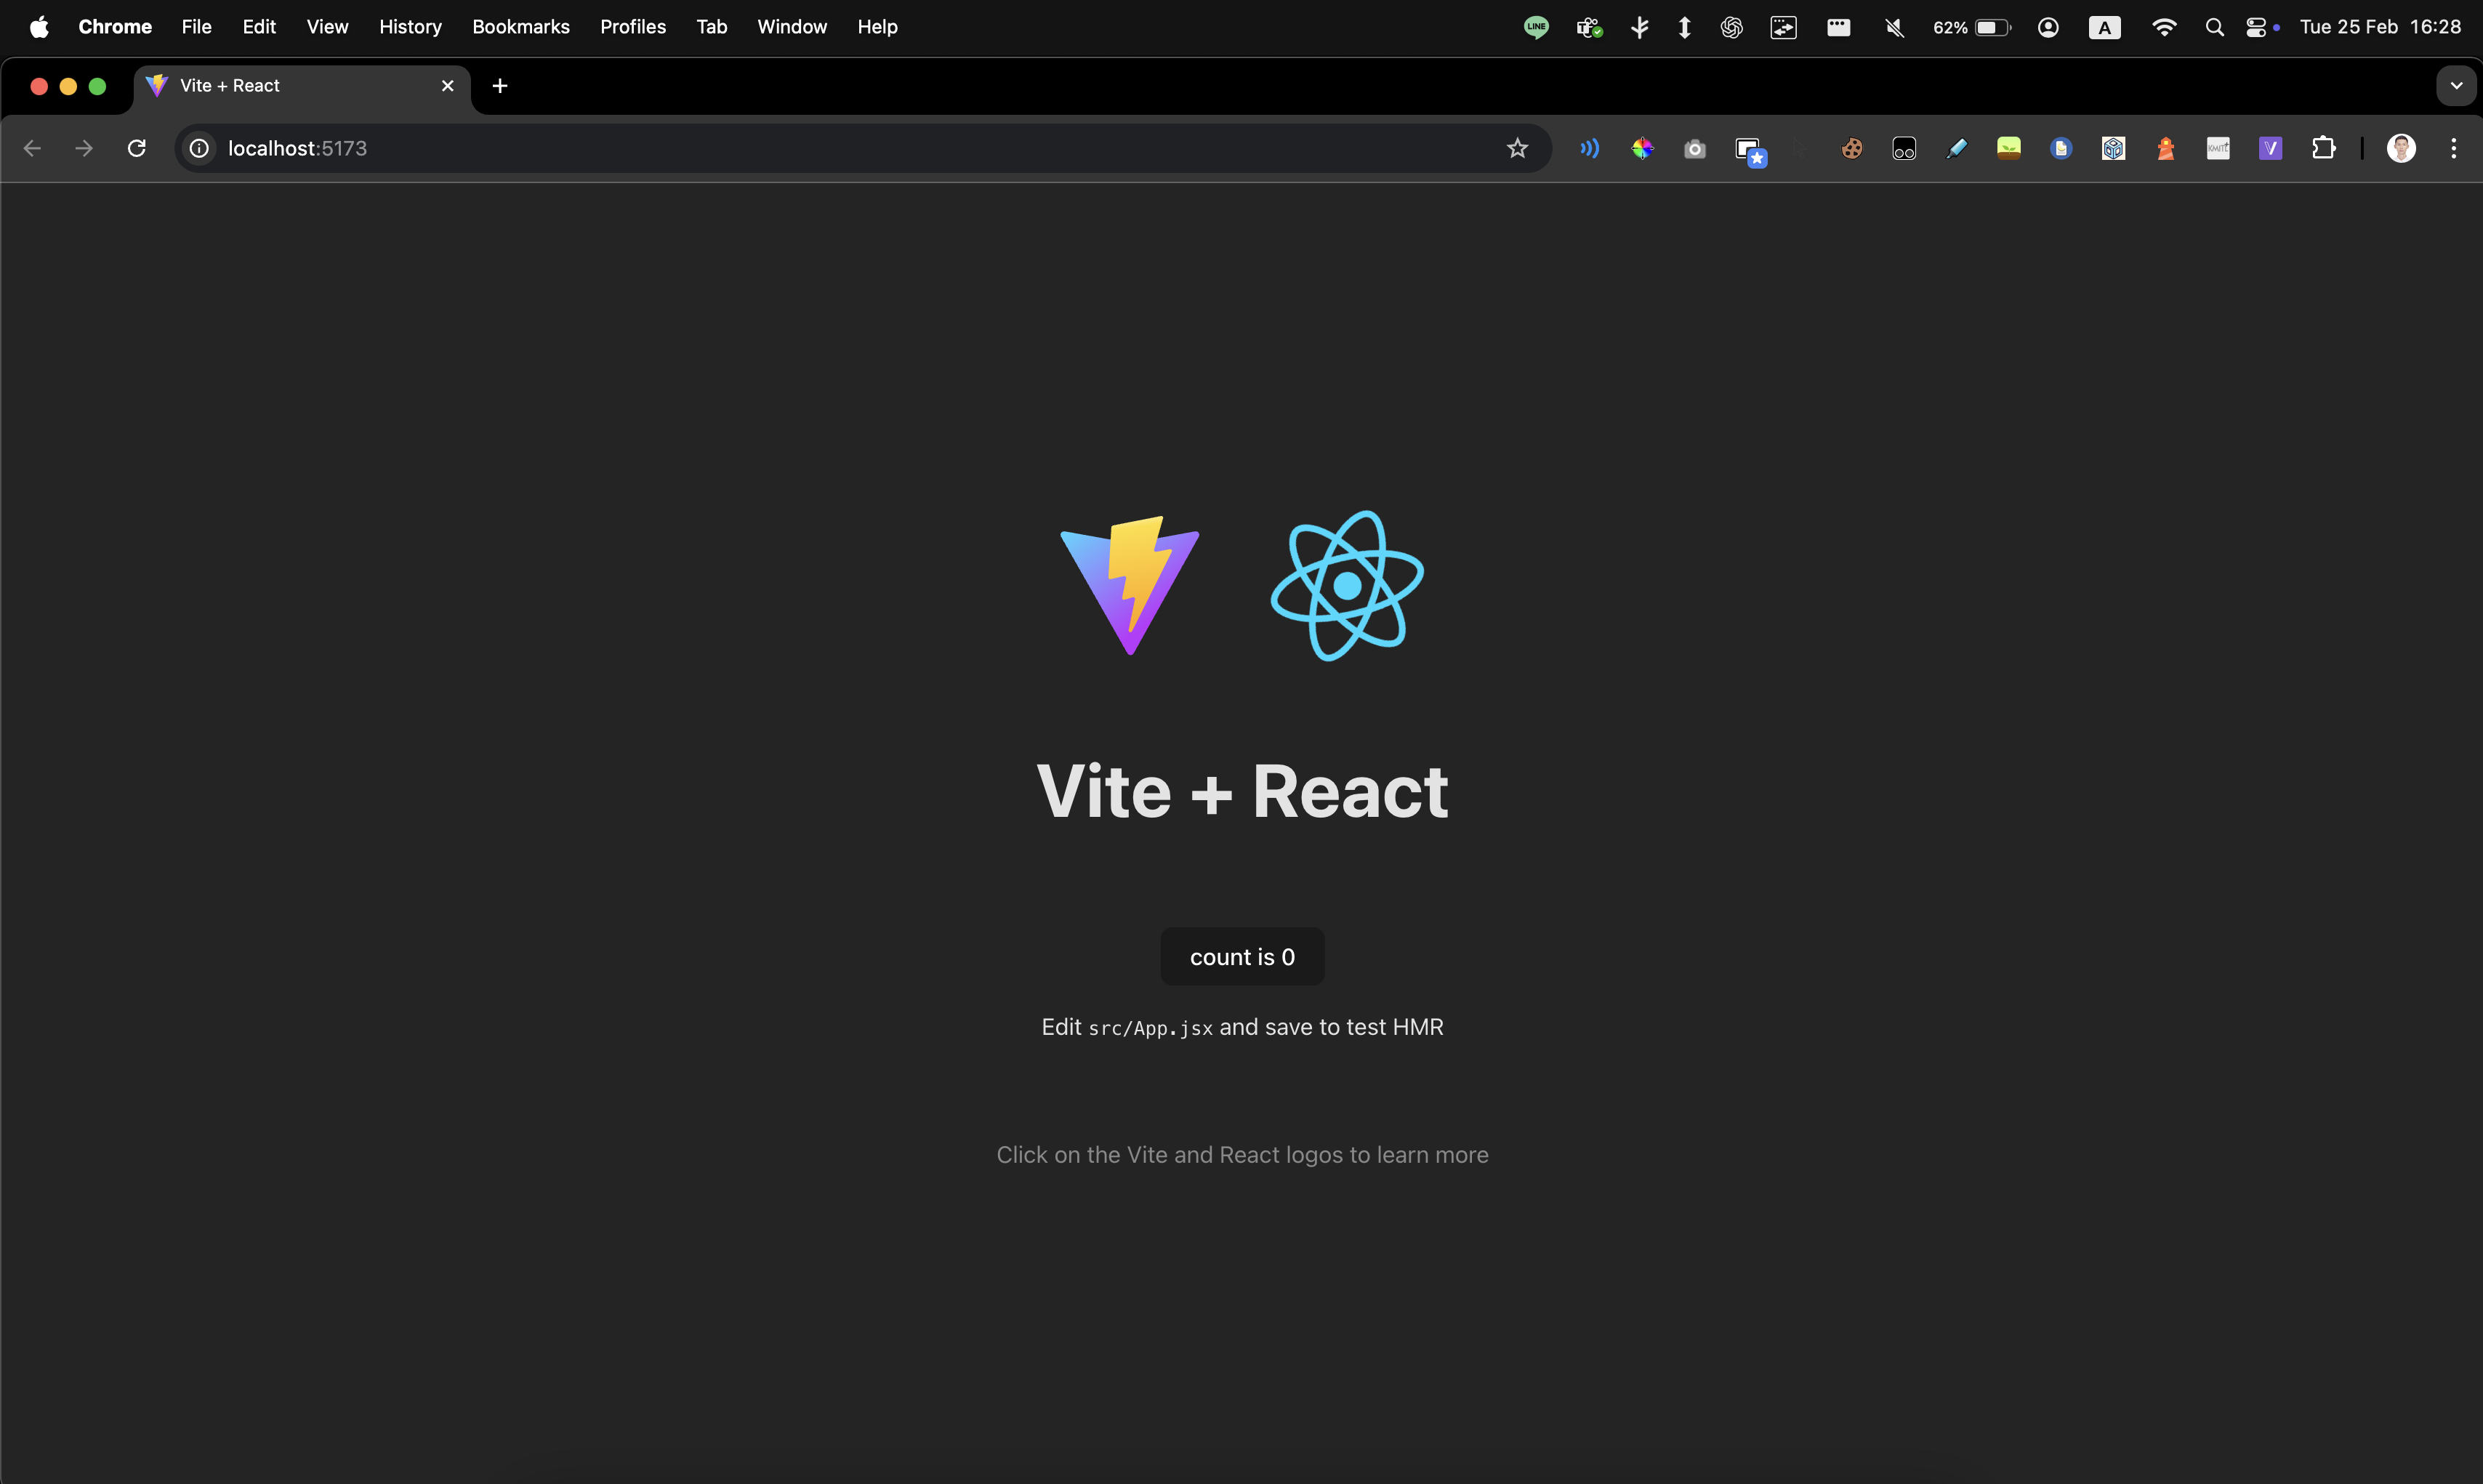 Chrome File Edit View History Bookmarks Profiles Tab Window Help LINE 62% A Tue 25 Feb 16:28
Vite + React
localhost:5173
Vite + React
count is 0
Edit src/App.jsx and save to test HMR
Click on the Vite and React logos to learn more